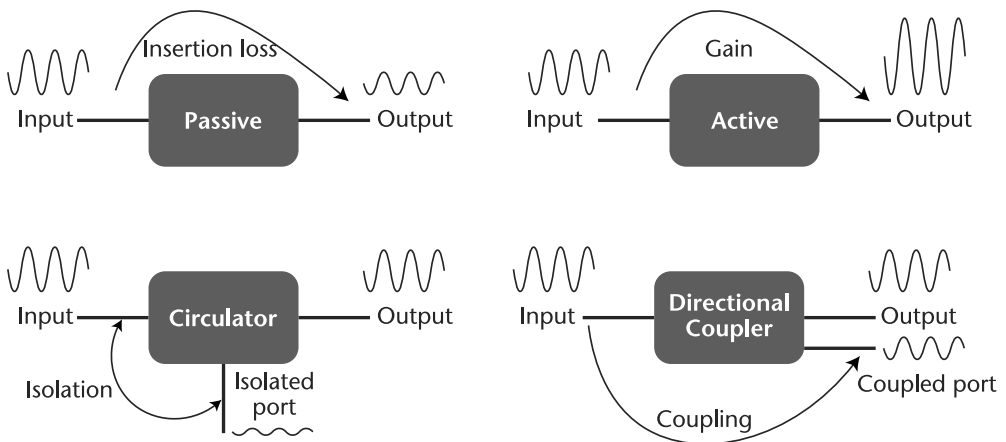 Insertion loss
Input
Passive
Output
Gain
Input
Active
Output
Input
Circulator
Output
Isolation
Isolated
port
Input
Directional
Coupler
Output
Coupled port
Coupling